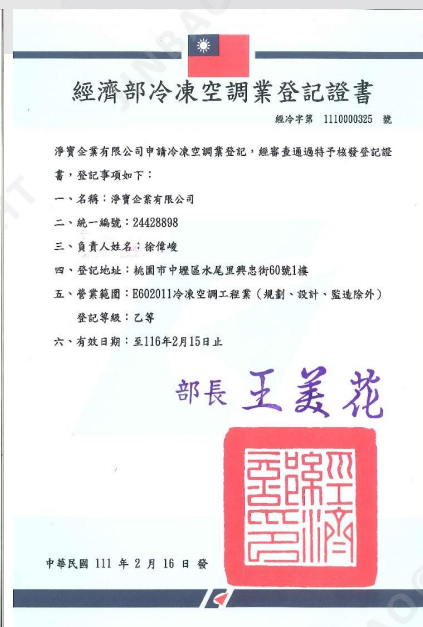 經濟部冷凍空調業登記證書
經冷字第 1110000325 號
淨寶企業有限公司申請冷凍空調業登記，經審查通過特予核發登記證
書，登記事項如下：
一、名稱：淨寶企業有限公司
二、統一編號：24428898
三、負責人姓名：徐偉峻
四、登記地址：桃園市中壢區水尾里興忠街60號1樓
五、營業範圍：E602011冷凍空調工程業（規劃、設計、監造除外）
登記等級：乙等
六、有效日期：至116年2月15日止
部長 王美花
經濟部印
中華民國 111 年 2 月 16 日 發